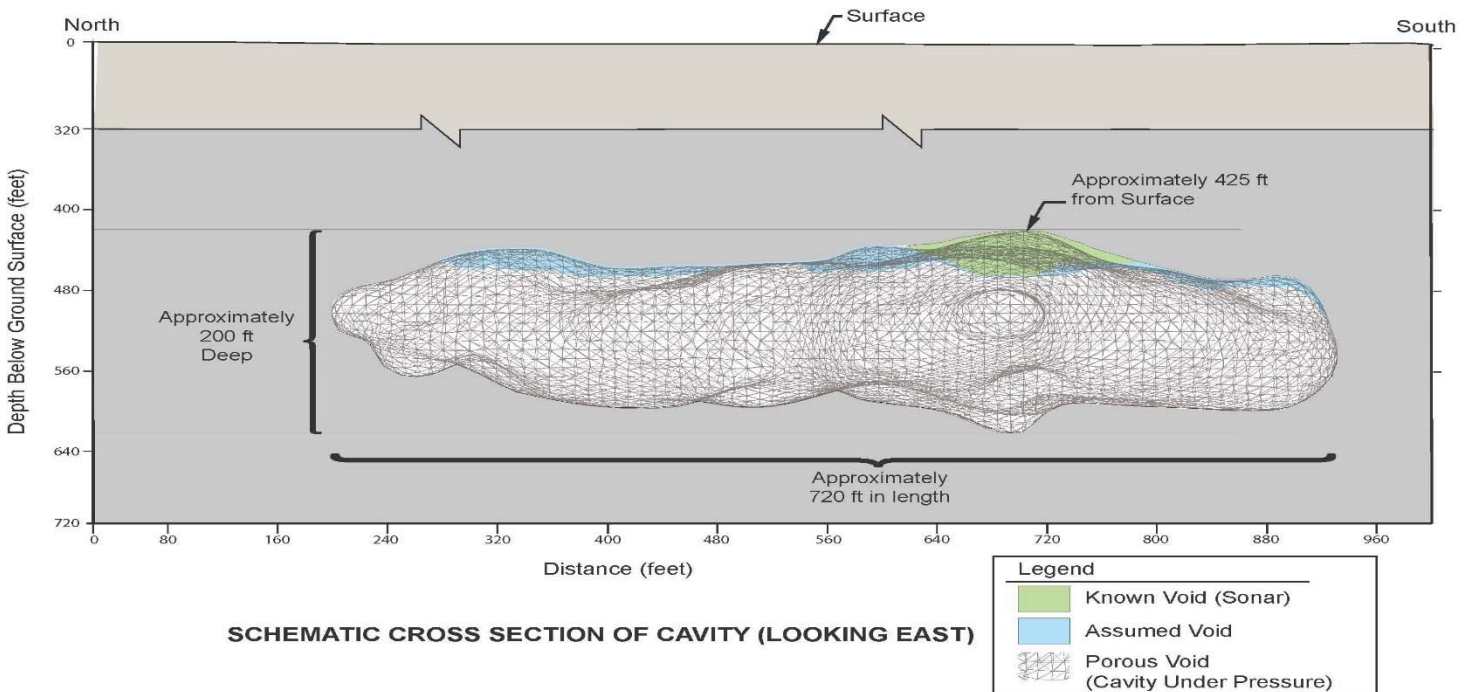 North
Surface
South
0
320
400
480
560
640
720
Depth Below Ground Surface (feet)
Approximately 425 ft
from Surface
Approximately
200 ft
Deep
Approximately
720 ft in length
0 80 160 240 320 400 480 560 640 720 800 880 960
Distance (feet)
SCHEMATIC CROSS SECTION OF CAVITY (LOOKING EAST)
Legend
Known Void (Sonar)
Assumed Void
Porous Void
(Cavity Under Pressure)